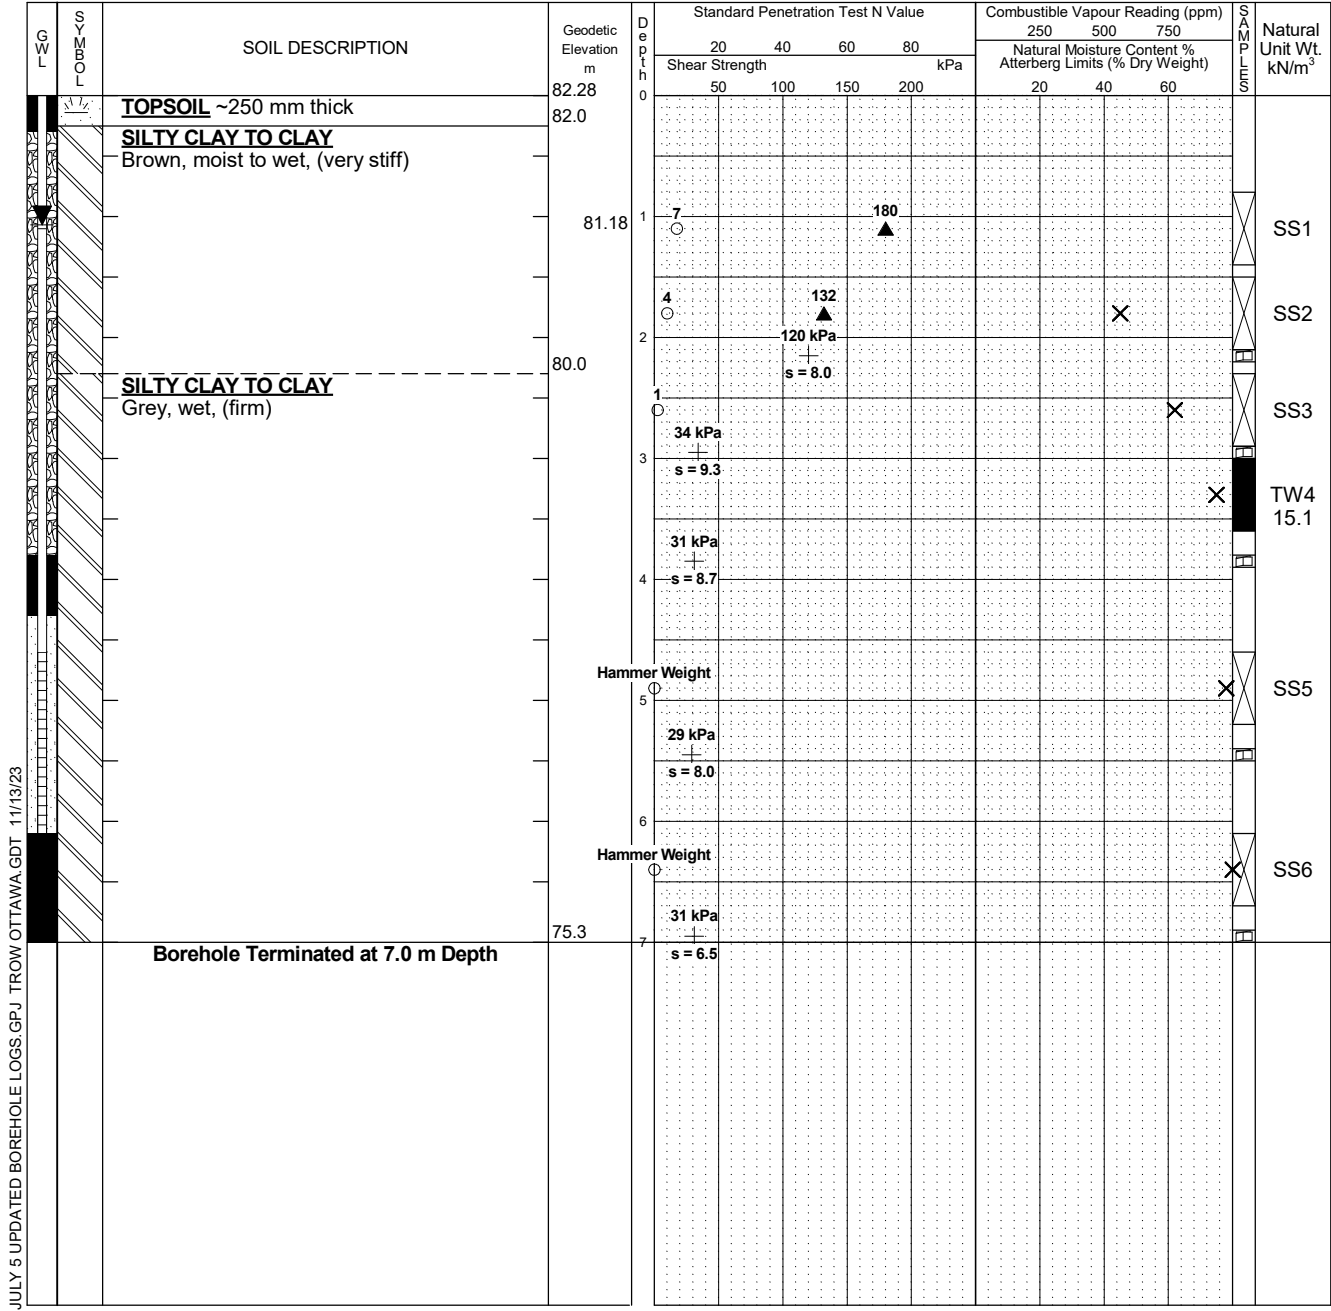 GWL
SYMBOL
SOIL DESCRIPTION
Geodetic
Elevation
m
Depth
Standard Penetration Test N Value
20 40 60 80
Shear Strength kPa
50 100 150 200
Combustible Vapour Reading (ppm)
250 500 750
Natural Moisture Content %
Atterberg Limits (% Dry Weight)
20 40 60
SAMPLES
Natural
Unit Wt.
kN/m³
82.28
0
TOPSOIL ~250 mm thick
82.0
SILTY CLAY TO CLAY
Brown, moist to wet, (very stiff)
81.18
1
7
180
SS1
4
132
SS2
2
120 kPa
s = 8.0
80.0
SILTY CLAY TO CLAY
Grey, wet, (firm)
1
SS3
34 kPa
3
s = 9.3
TW4
15.1
31 kPa
s = 8.7
4
Hammer Weight
SS5
5
29 kPa
s = 8.0
6
Hammer Weight
SS6
31 kPa
75.3
7
s = 6.5
Borehole Terminated at 7.0 m Depth
JULY 5 UPDATED BOREHOLE LOGS.GPJ TROW OTTAWA.GDT 11/13/23